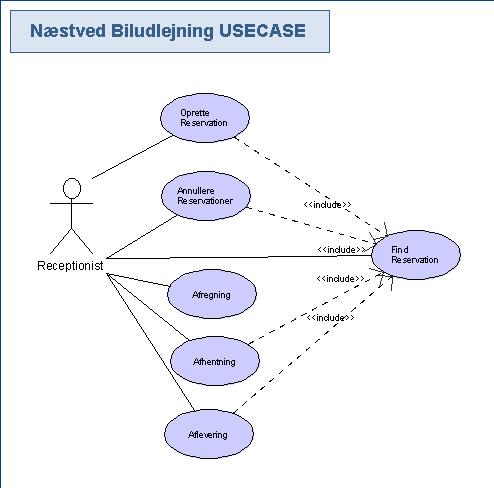 Næstved Biludlejning USECASE
Oprette
Reservation
Annullere
Reservationer
<<include>>
<<include>>
Find
Reservation
Receptionist
<<include>>
Afregning
<<include>>
Afhentning
Aflevering